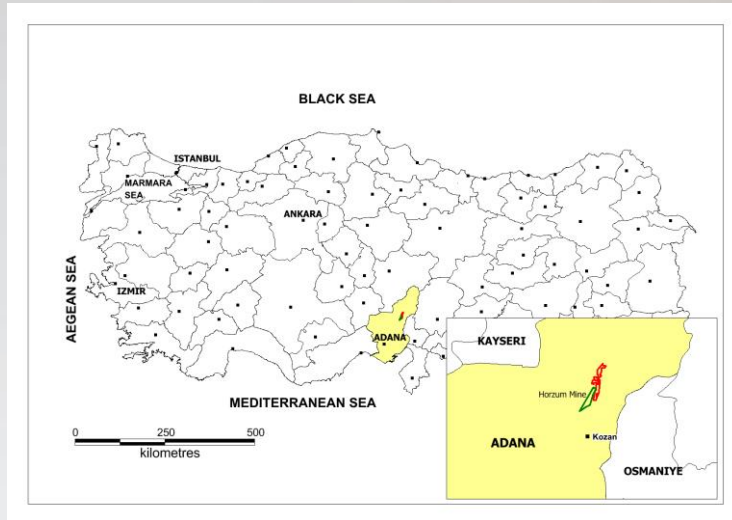 BLACK SEA
ISTANBUL
MARMARA
SEA
ANKARA
AEGEAN SEA
IZMIR
ADANA
MEDITERRANEAN SEA
0 250 500
kilometres
KAYSERI
Horzum Mine
ADANA
Kozan
OSMANIYE